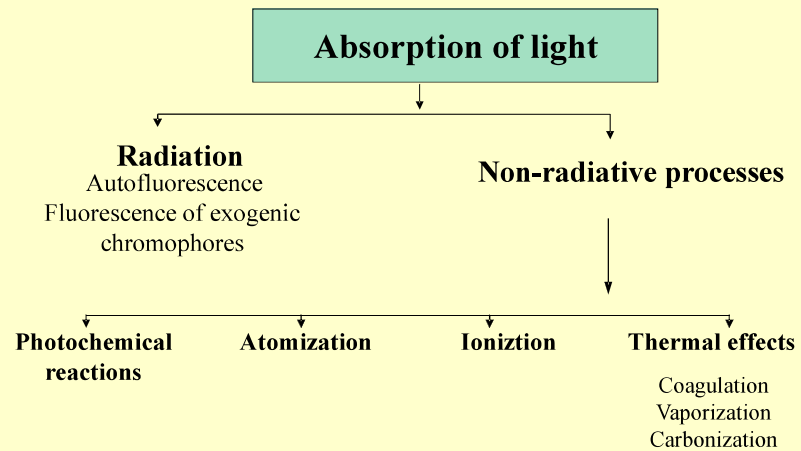 Absorption of light
Radiation
Autofluorescence
Fluorescence of exogenic
chromophores
Non-radiative processes
Photochemical
reactions
Atomization
Ioniztion
Thermal effects
Coagulation
Vaporization
Carbonization